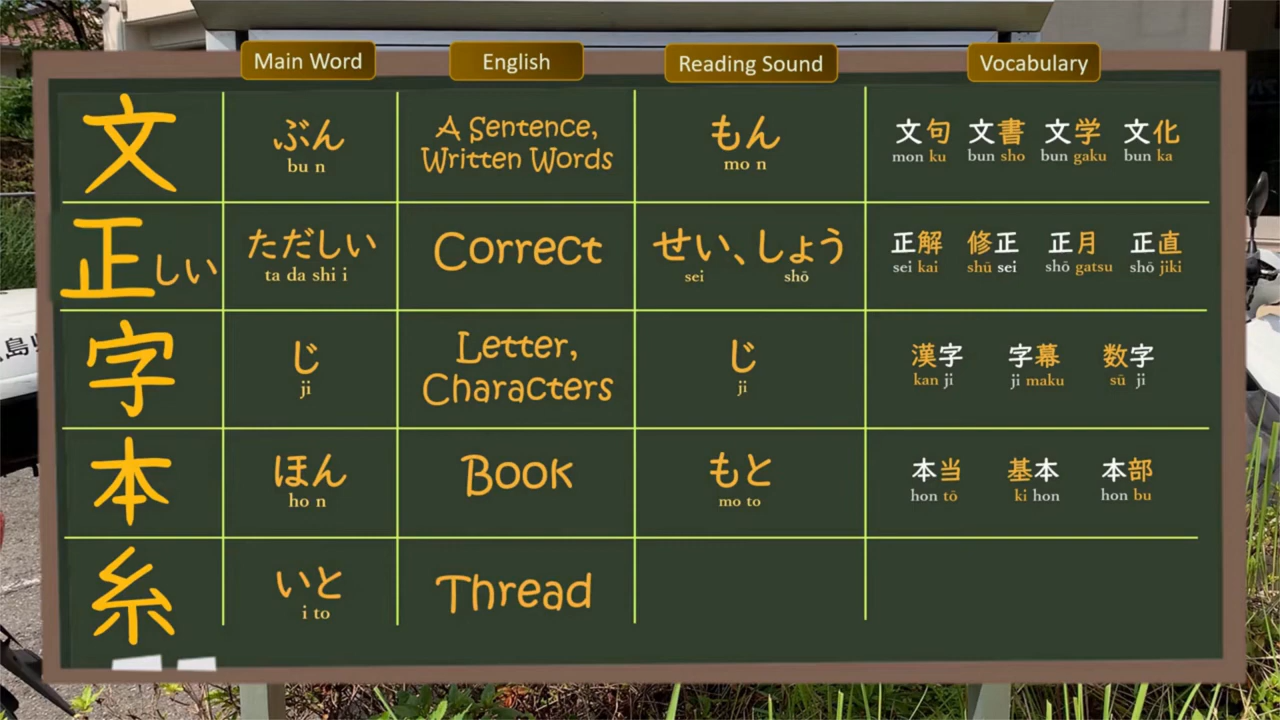 Main Word English Reading Sound Vocabulary
文 ぶん A Sentence, もん 文句 文書 文学 文化
bu n Written Words mo n mon ku bun sho bun gaku bun ka
正しい ただしい Correct せい、しょう 正解 修正 正月 正直
ta da shi i sei shō sei kai shū sei shō gatsu shō jiki
字 じ Letter, じ 漢字 字幕 数字
ji Characters ji kan ji ji maku sū ji
島
本 ほん Book もと 本当 基本 本部
ho n mo to hon tō ki hon hon bu
糸 いと Thread
i to